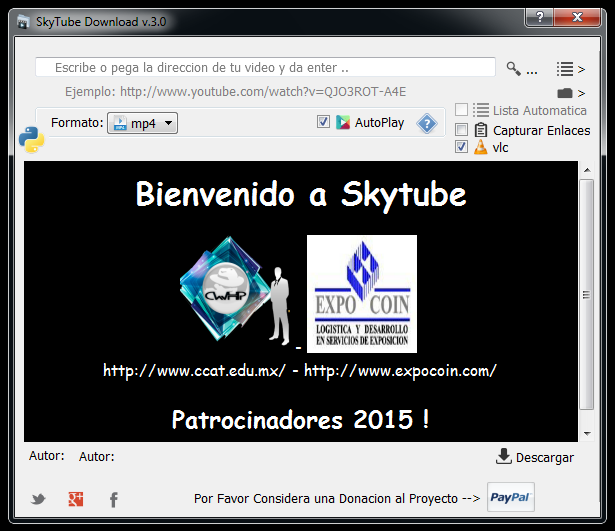 SkyTube Download v.3.0
Escribe o pega la direccion de tu video y da enter ..
...
>
Ejemplo: http://www.youtube.com/watch?v=QJO3ROT-A4E
>
Formato: mp4
AutoPlay
?
Lista Automatica
Capturar Enlaces
vlc
Bienvenido a Skytube
CWHP
-
EXPO COIN
LOGISTICA Y DESARROLLO
EN SERVICIOS DE EXPOSICION
http://www.ccat.edu.mx/ - http://www.expocoin.com/
Patrocinadores 2015 !
Autor: Autor:
Descargar
Por Favor Considera una Donacion al Proyecto --> PayPal